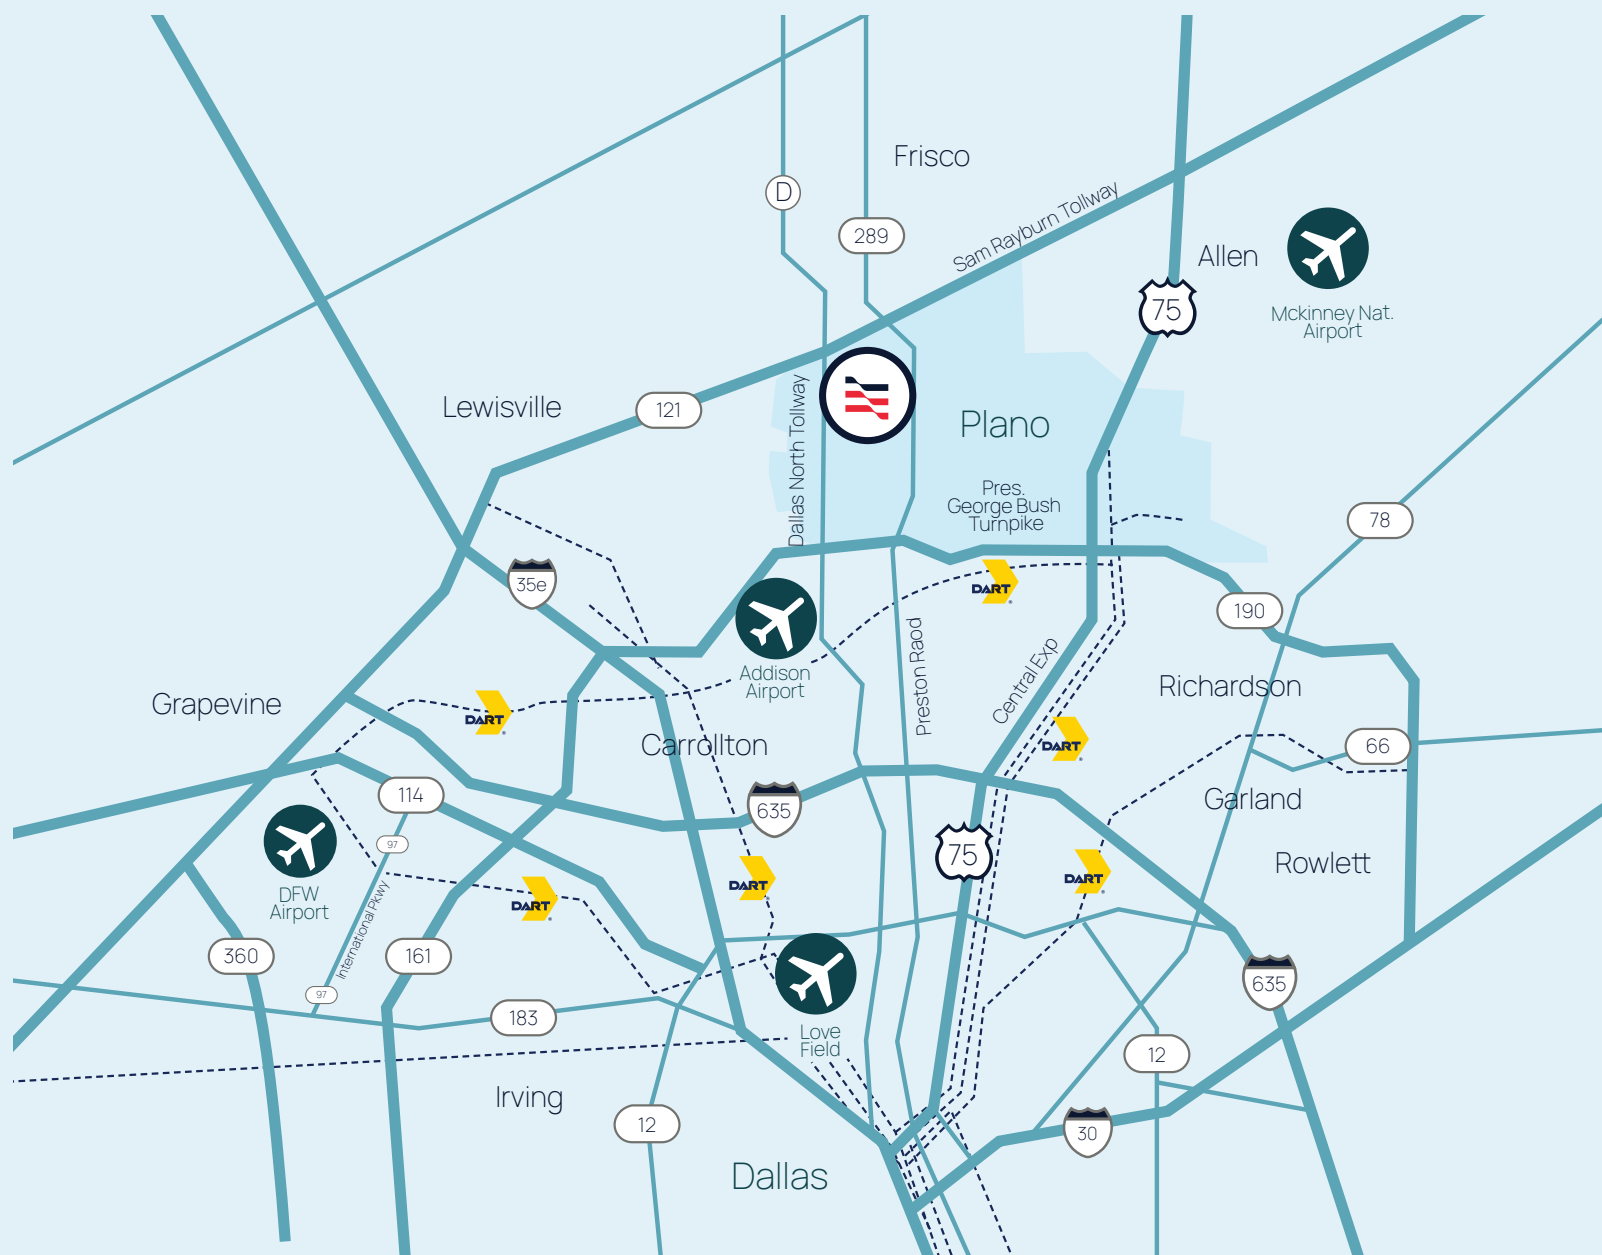 Frisco
D
289
Sam Rayburn Tollway
Allen
75
Mckinney Nat.
Airport
Lewisville
121
Dallas North Tollway
Plano
Pres.
George Bush
Turnpike
78
35e
DART
190
Addison
Airport
Preston Raod
Central Exp
Richardson
Grapevine
DART
DART
Carrollton
66
114
635
Garland
97
75
Rowlett
DFW
Airport
International Pkwy
DART
DART
DART
360
161
97
635
183
Love
Field
12
Irving
12
30
Dallas